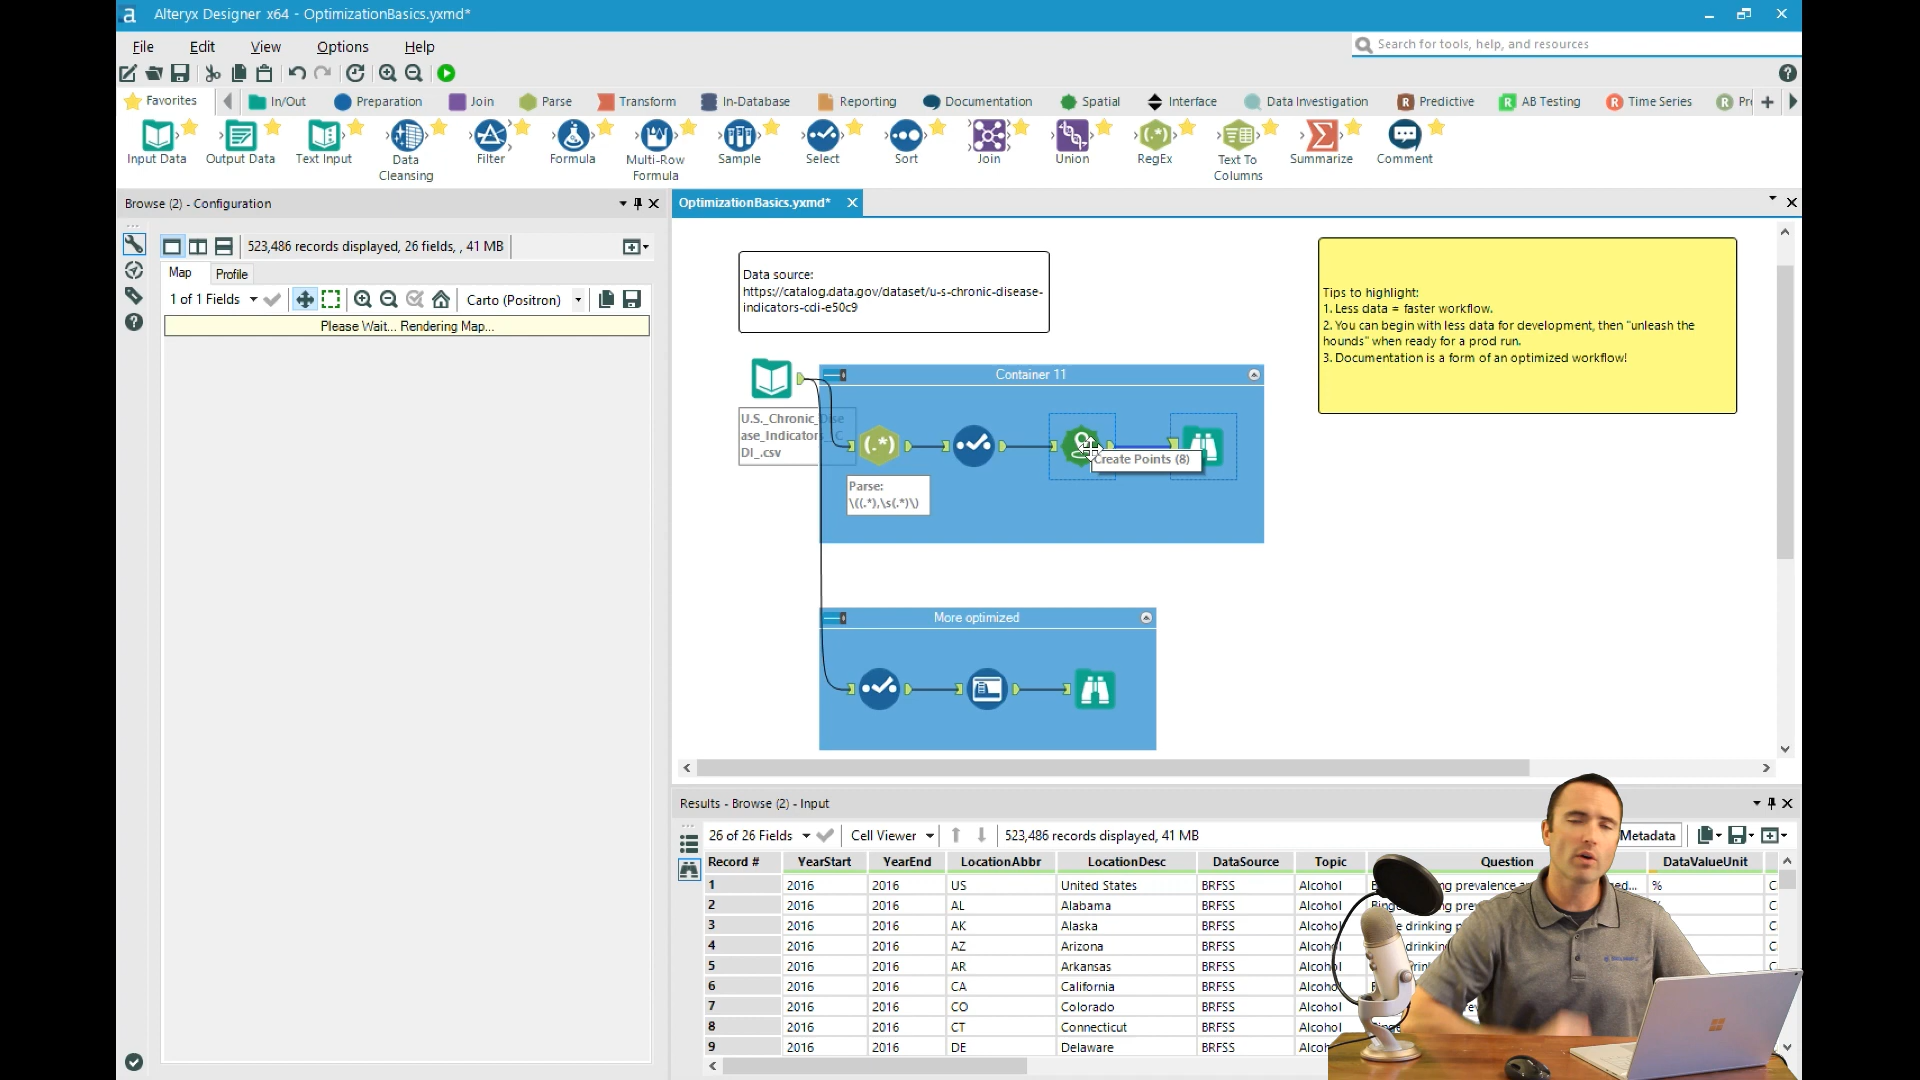 a Alteryx Designer x64 - OptimizationBasics.yxmd*
File Edit View Options Help
Search for tools, help, and resources
Favorites In/Out Preparation Join Parse Transform In-Database Reporting Documentation Spatial Interface Data Investigation Predictive AB Testing Time Series
Input Data Output Data Text Input Data Cleansing Filter Formula Multi-Row Formula Sample Select Sort Join Union RegEx Text To Columns Summarize Comment
Browse (2) - Configuration
523,486 records displayed, 26 fields, , 41 MB
Map Profile
1 of 1 Fields Carto (Positron)
Please Wait... Rendering Map...
OptimizationBasics.yxmd*
Data source:
https://catalog.data.gov/dataset/u-s-chronic-disease-
indicators-cdi-e50c9
Tips to highlight:
1. Less data = faster workflow.
2. You can begin with less data for development, then "unleash the
hounds" when ready for a prod run.
3. Documentation is a form of an optimized workflow!
Container 11
U.S._Chronic_Dise
ase_Indicators__C
DI_.csv
(.*)
Create Points (8)
Parse:
\((.*),\s(.*)\)
More optimized
Results - Browse (2) - Input
26 of 26 Fields Cell Viewer 523,486 records displayed, 41 MB Metadata
Record # YearStart YearEnd LocationAbbr LocationDesc DataSource Topic Question DataValueUnit
1 2016 2016 US United States BRFSS Alcohol prevalence %
2 2016 2016 AL Alabama BRFSS Alcohol
3 2016 2016 AK Alaska BRFSS Alcohol drinking
4 2016 2016 AZ Arizona BRFSS Alcohol drinking
5 2016 2016 AR Arkansas BRFSS Alcohol
6 2016 2016 CA California BRFSS Alcohol
7 2016 2016 CO Colorado BRFSS Alcohol
8 2016 2016 CT Connecticut BRFSS
9 2016 2016 DE Delaware BRFSS